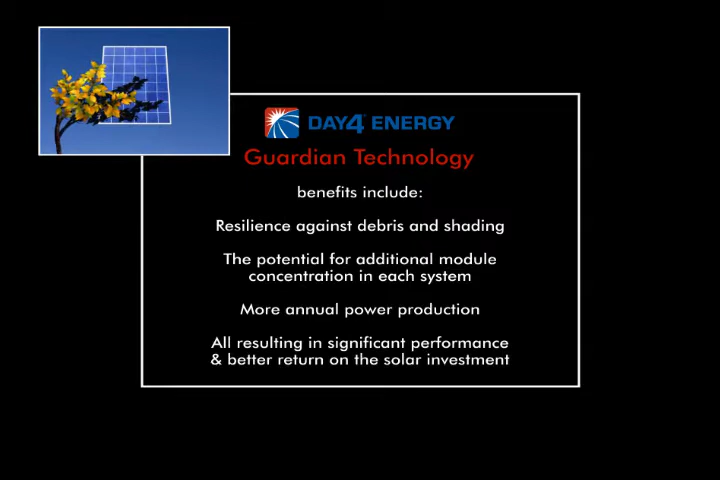 DAY4 ENERGY
Guardian Technology
benefits include:
Resilience against debris and shading
The potential for additional module
concentration in each system
More annual power production
All resulting in significant performance
& better return on the solar investment